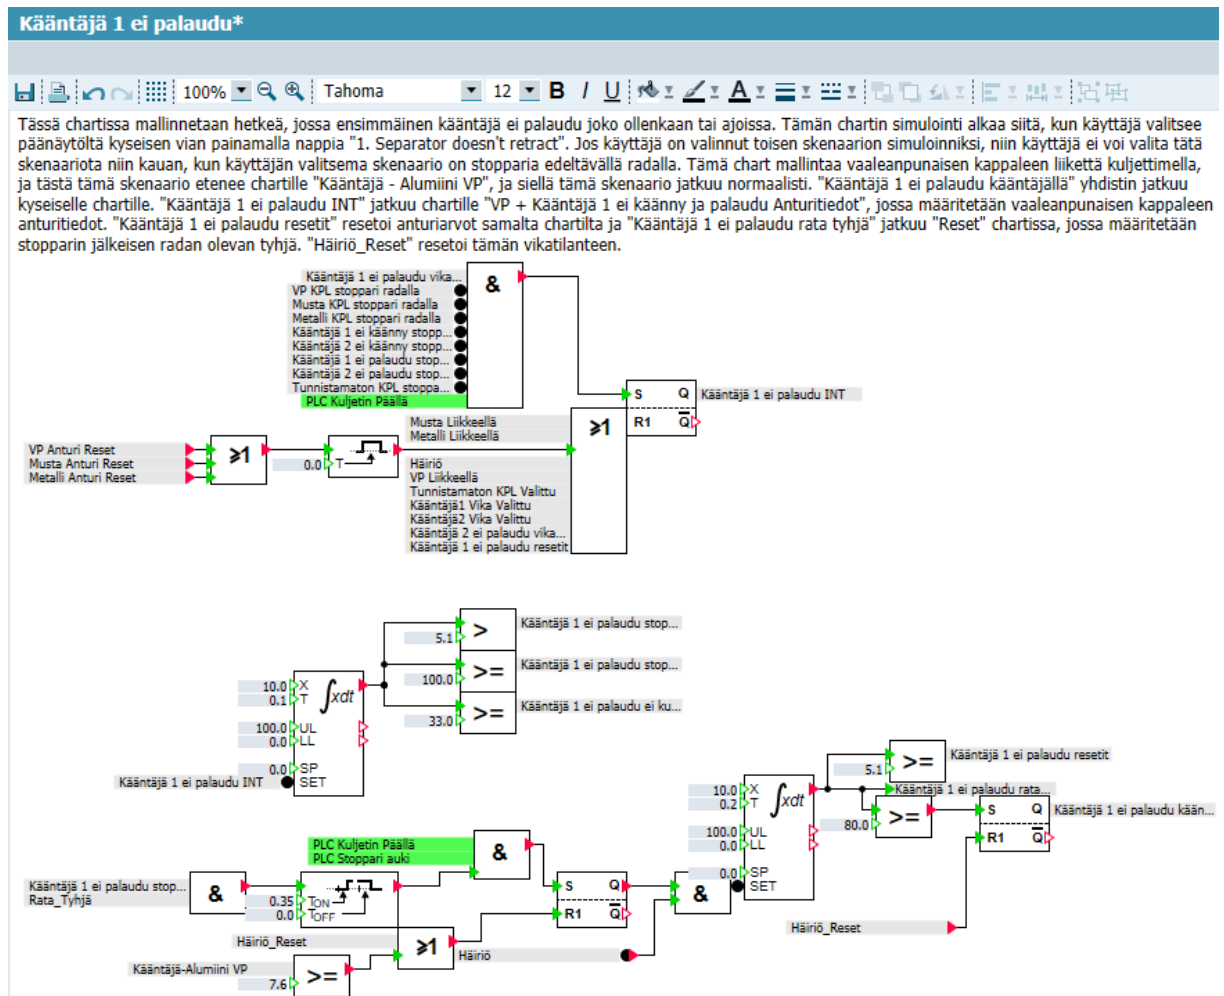 Kääntäjä 1 ei palaudu*
100%
Tahoma
12
B I U
A
Tässä chartissa mallinnetaan hetkeä, jossa ensimmäinen kääntäjä ei palaudu joko ollenkaan tai ajoissa. Tämän chartin simulointi alkaa siitä, kun käyttäjä valitsee
päänäytöltä kyseisen vian painamalla nappia "1. Separator doesn't retract". Jos käyttäjä on valinnut toisen skenaarion simuloinniksi, niin käyttäjä ei voi valita tätä
skenaariota niin kauan, kun käyttäjän valitsema skenaario on stopparia edeltävällä radalla. Tämä chart mallintaa vaaleanpunaisen kappaleen liikettä kuljettimella,
ja tästä tämä skenaario etenee chartille "Kääntäjä - Alumiini VP", ja siellä tämä skenaario jatkuu normaalisti. "Kääntäjä 1 ei palaudu kääntäjällä" yhdistin jatkuu
kyseiselle chartille. "Kääntäjä 1 ei palaudu INT" jatkuu chartille "VP + Kääntäjä 1 ei käänny ja palaudu Anturitiedot", jossa määritetään vaaleanpunaisen kappaleen
anturitiedot. "Kääntäjä 1 ei palaudu resetit" resetoi anturiarvot samalta chartilta ja "Kääntäjä 1 ei palaudu rata tyhjä" jatkuu "Reset" chartissa, jossa määritetään
stopparin jälkeisen radan olevan tyhjä. "Häiriö_Reset" resetoi tämän vikatilanteen.
Kääntäjä 1 ei palaudu vika...
VP KPL stoppari radalla
Musta KPL stoppari radalla
Metalli KPL stoppari radalla
Kääntäjä 1 ei käänny stopp...
Kääntäjä 2 ei käänny stopp...
Kääntäjä 1 ei palaudu stop...
Kääntäjä 2 ei palaudu stop...
Tunnistamaton KPL stoppa...
PLC Kuljetin Päällä
&
S Q
R1 Q
Kääntäjä 1 ei palaudu INT
VP Anturi Reset
Musta Anturi Reset
Metalli Anturi Reset
≥1
0.0 T
Musta Liikkeellä
Metalli Liikkeellä
Häiriö
VP Liikkeellä
Tunnistamaton KPL Valittu
Kääntäjä1 Vika Valittu
Kääntäjä2 Vika Valittu
Kääntäjä 2 ei palaudu vika...
Kääntäjä 1 ei palaudu resetit
≥1
5.1 > Kääntäjä 1 ei palaudu stop...
100.0 >= Kääntäjä 1 ei palaudu stop...
33.0 >= Kääntäjä 1 ei palaudu ei ku...
10.0 X ∫xdt
0.1 T
100.0 UL
0.0 LL
0.0 SP
Kääntäjä 1 ei palaudu INT SET
10.0 X ∫xdt
0.2 T
100.0 UL
0.0 LL
0.0 SP
SET
5.1 >= Kääntäjä 1 ei palaudu resetit
Kääntäjä 1 ei palaudu rata...
80.0 >=
S Q
R1 Q
Kääntäjä 1 ei palaudu kään...
Häiriö_Reset
PLC Kuljetin Päällä
PLC Stoppari auki
&
Kääntäjä 1 ei palaudu stop...
Rata_Tyhjä
&
0.35 TON
0.0 TOFF
S Q
R1 Q
&
Häiriö_Reset
≥1
Häiriö
Kääntäjä-Alumiini VP
7.6 >=